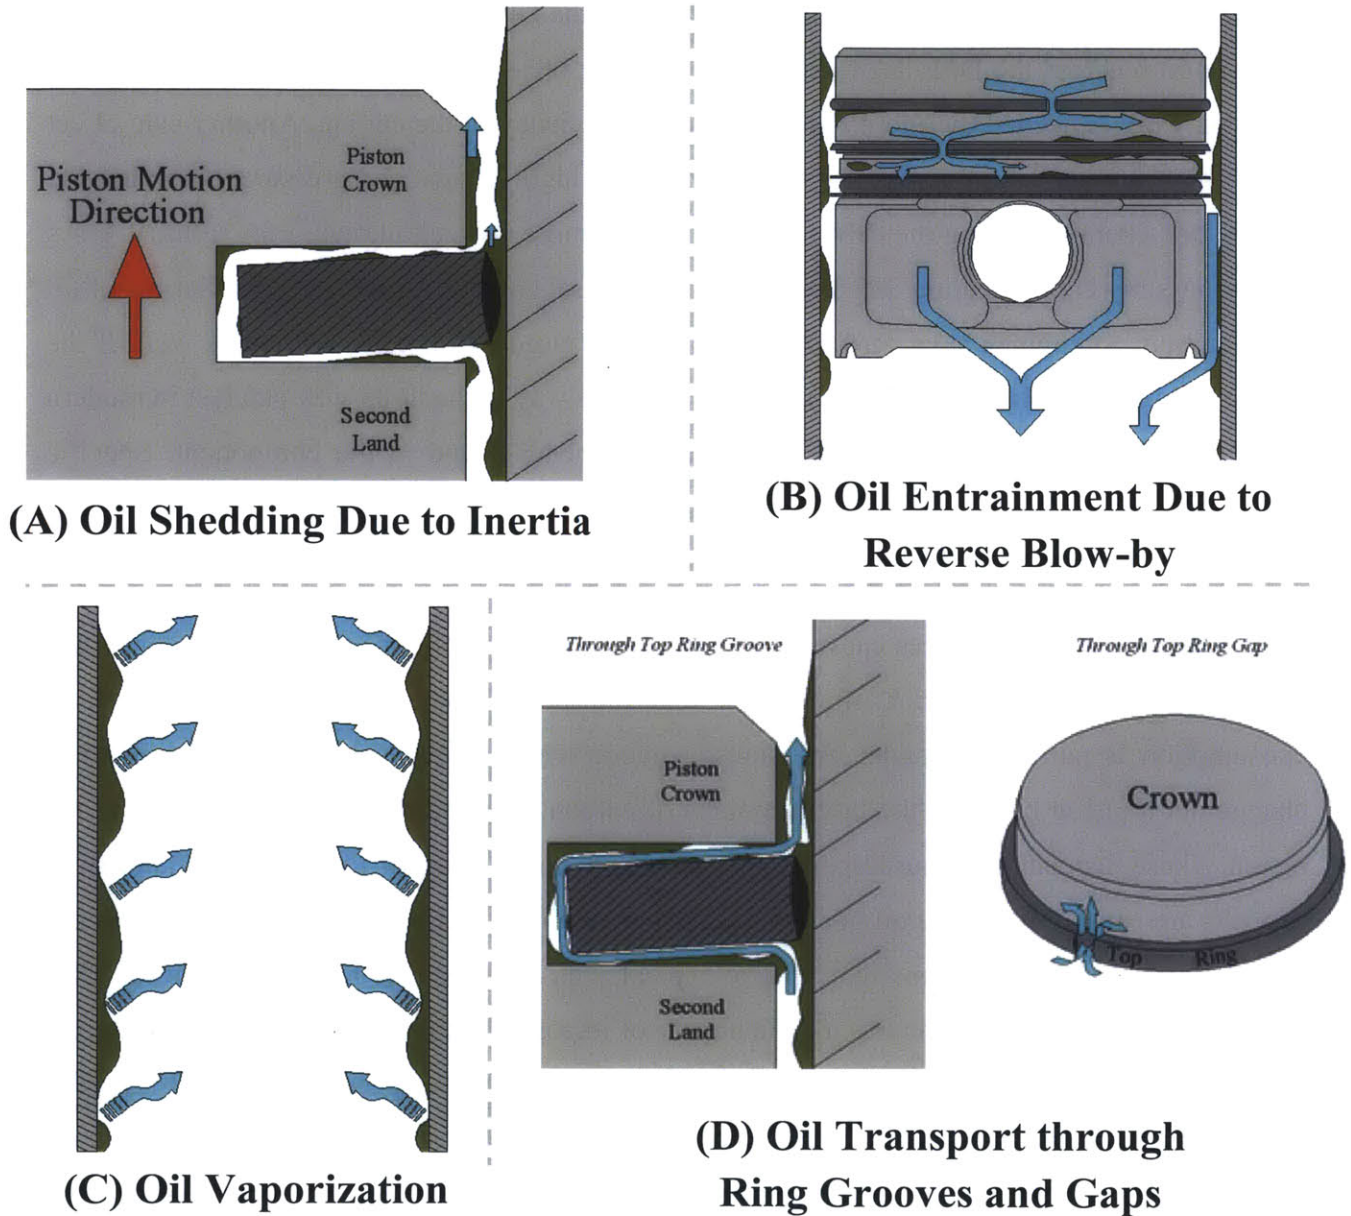 Piston
Crown
Piston Motion
Direction
Second
Land
(A) Oil Shedding Due to Inertia
(B) Oil Entrainment Due to
Reverse Blow-by
(C) Oil Vaporization
Through Top Ring Groove
Piston
Crown
Second
Land
Through Top Ring Gap
Crown
Top Ring
(D) Oil Transport through
Ring Grooves and Gaps